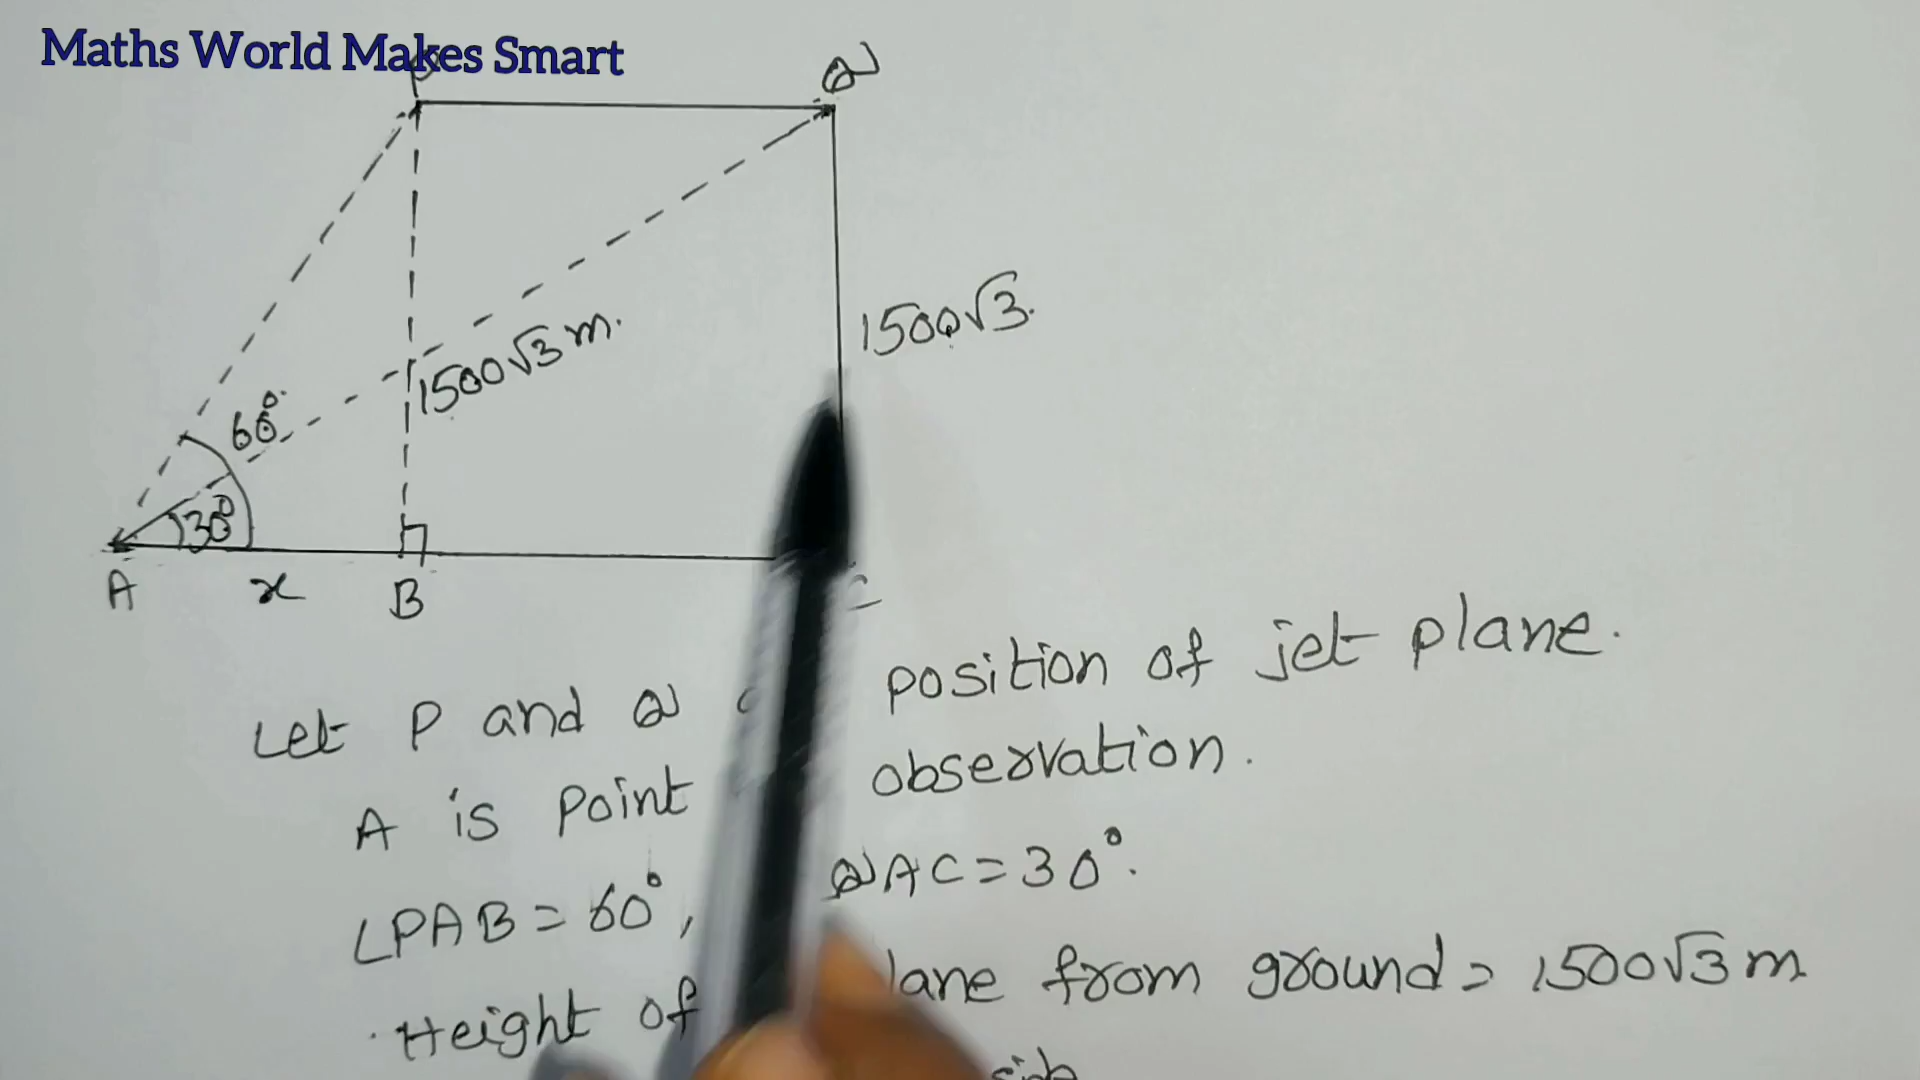 Maths World Makes Smart
P
Q
1500√3 m.
1500√3.
60°
30°
A x B C
Let P and Q position of jet plane.
A is point observation.
∠PAB = 60°, QAC = 30°.
Height of lane from ground = 1500√3 m